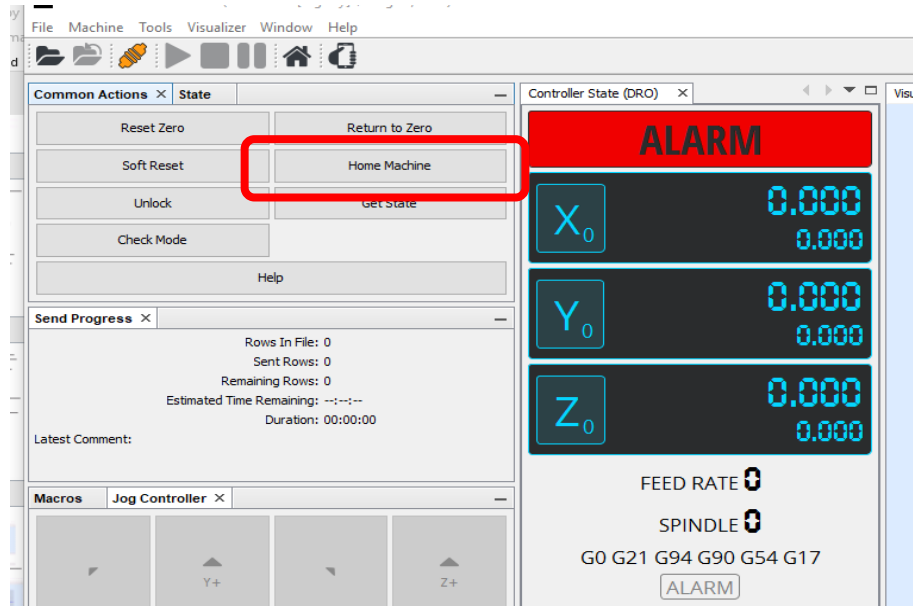 File Machine Tools Visualizer Window Help
Common Actions × State
Reset Zero Return to Zero
Soft Reset Home Machine
Unlock Get State
Check Mode
Help
Send Progress ×
Rows In File: 0
Sent Rows: 0
Remaining Rows: 0
Estimated Time Remaining: --:--:--
Duration: 00:00:00
Latest Comment:
Macros Jog Controller ×
Y+ Z+
Controller State (DRO) ×
ALARM
X0 0.000
0.000
Y0 0.000
0.000
Z0 0.000
0.000
FEED RATE 0
SPINDLE 0
G0 G21 G94 G90 G54 G17
ALARM